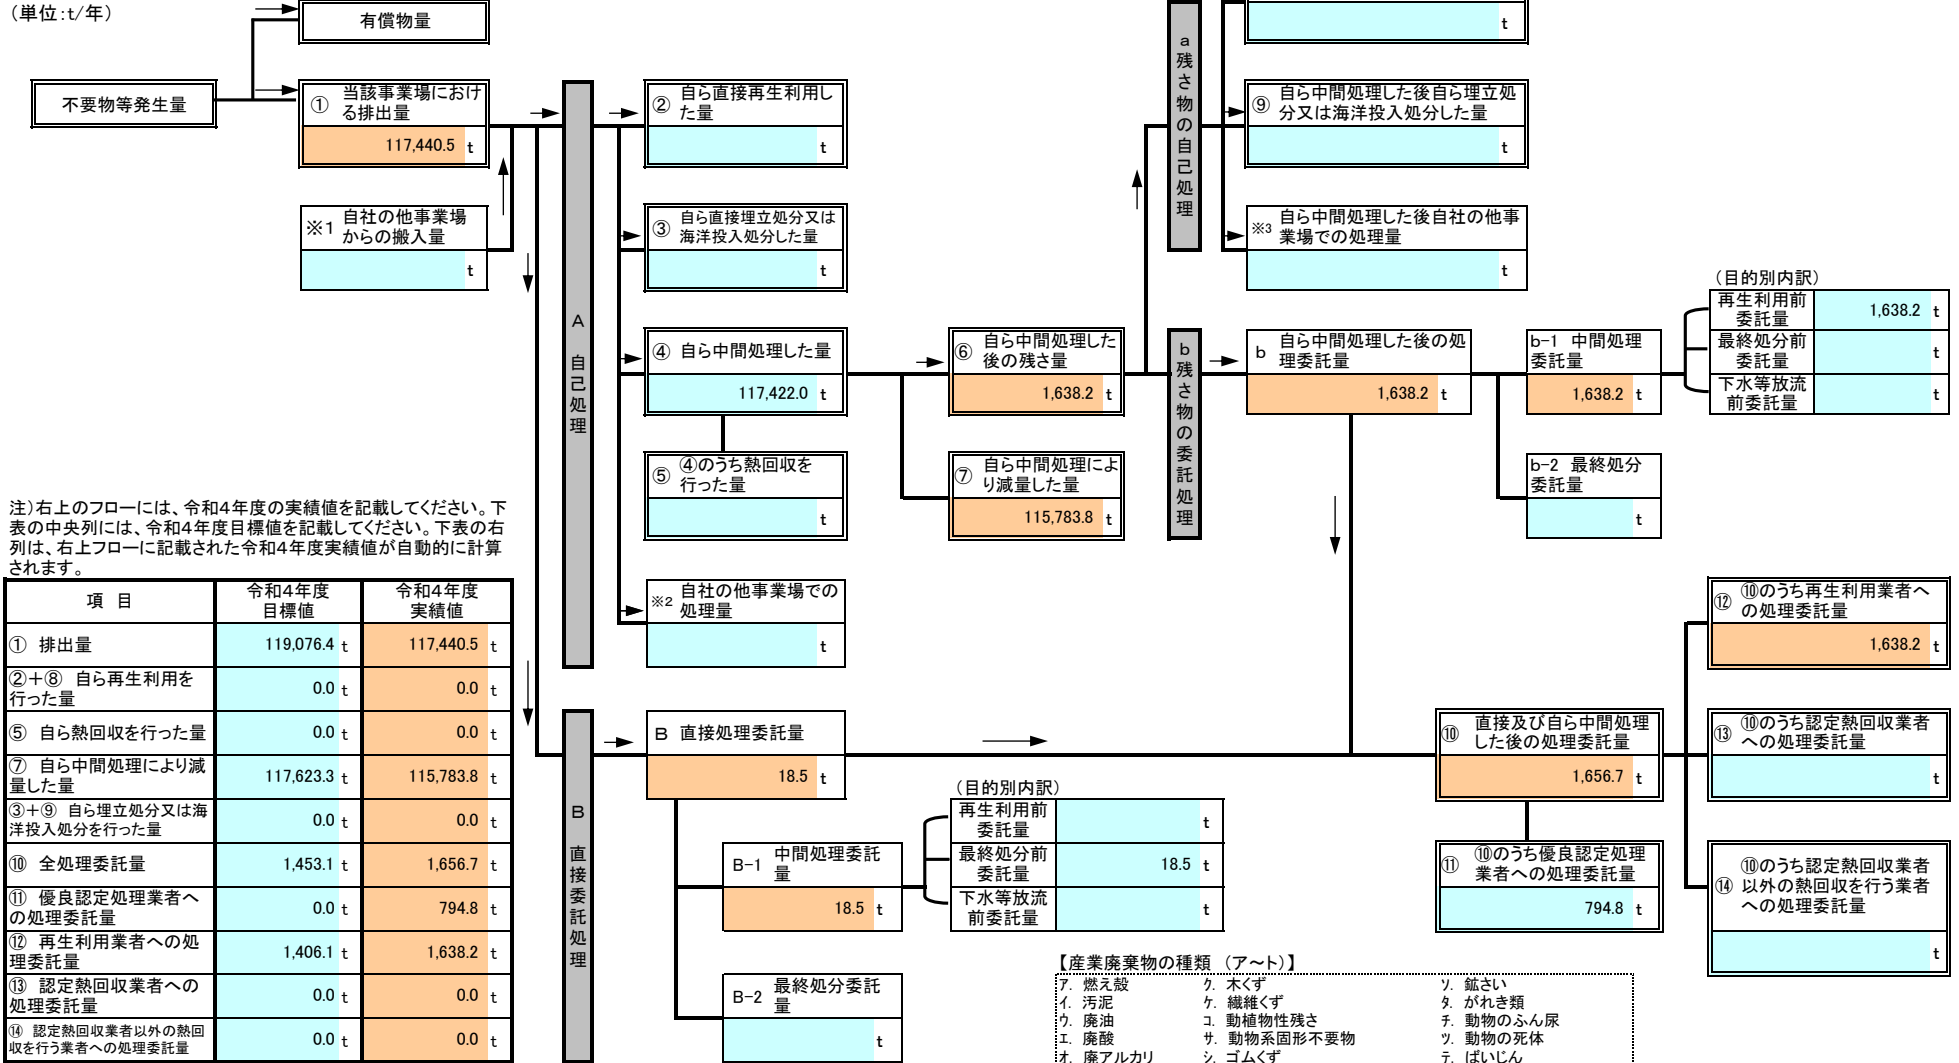 （単位：t/年）
有償物量
不要物等発生量
① 当該事業場におけ
る排出量
117,440.5 t
※1 自社の他事業場
からの搬入量
t
A 自己処理
② 自ら直接再生利用し
た量
t
③ 自ら直接埋立処分又は
海洋投入処分した量
t
④ 自ら中間処理した量
117,422.0 t
⑤ ④のうち熱回収を
行った量
t
※2 自社の他事業場での
処理量
t
⑥ 自ら中間処理した
後の残さ量
1,638.2 t
⑦ 自ら中間処理によ
り減量した量
115,783.8 t
a 残さ物の自己処理
t
⑨ 自ら中間処理した後自ら埋立処
分又は海洋投入処分した量
t
※3 自ら中間処理した後自社の他事
業場での処理量
t
b 残さ物の委託処理
b 自ら中間処理した後の処
理委託量
1,638.2 t
b-1 中間処理
委託量
1,638.2 t
b-2 最終処分
委託量
t
（目的別内訳）
再生利用前
委託量
1,638.2 t
最終処分前
委託量
t
下水等放流
前委託量
t
注）右上のフローには、令和4年度の実績値を記載してください。下
表の中央列には、令和4年度目標値を記載してください。下表の右
列は、右上フローに記載された令和4年度実績値が自動的に計算
されます。
項 目
令和4年度
目標値
令和4年度
実績値
① 排出量 119,076.4 t 117,440.5 t
②＋⑧ 自ら再生利用を
行った量 0.0 t 0.0 t
⑤ 自ら熱回収を行った量 0.0 t 0.0 t
⑦ 自ら中間処理により減
量した量 117,623.3 t 115,783.8 t
③＋⑨ 自ら埋立処分又は海
洋投入処分を行った量 0.0 t 0.0 t
⑩ 全処理委託量 1,453.1 t 1,656.7 t
⑪ 優良認定処理業者へ
の処理委託量 0.0 t 794.8 t
⑫ 再生利用業者への処
理委託量 1,406.1 t 1,638.2 t
⑬ 認定熱回収業者への
処理委託量 0.0 t 0.0 t
⑭ 認定熱回収業者以外の熱回
収を行う業者への処理委託量 0.0 t 0.0 t
B 直接委託処理
B 直接処理委託量
18.5 t
B-1 中間処理委託
量
18.5 t
B-2 最終処分委託
量
t
（目的別内訳）
再生利用前
委託量
t
最終処分前
委託量
18.5 t
下水等放流
前委託量
t
⑩ 直接及び自ら中間処理
した後の処理委託量
1,656.7 t
⑪ ⑩のうち優良認定処理
業者への処理委託量
794.8 t
⑫ ⑩のうち再生利用業者へ
の処理委託量
1,638.2 t
⑬ ⑩のうち認定熱回収業者
への処理委託量
t
⑭ ⑩のうち認定熱回収業者
以外の熱回収を行う業者
への処理委託量
t
【産業廃棄物の種類 （ア～ト）】
ア. 燃え殻 ク. 木くず ソ. 鉱さい
イ. 汚泥 ケ. 繊維くず タ. がれき類
ウ. 廃油 コ. 動植物性残さ チ. 動物のふん尿
エ. 廃酸 サ. 動物系固形不要物 ツ. 動物の死体
オ. 廃アルカリ シ. ゴムくず テ. ばいじん